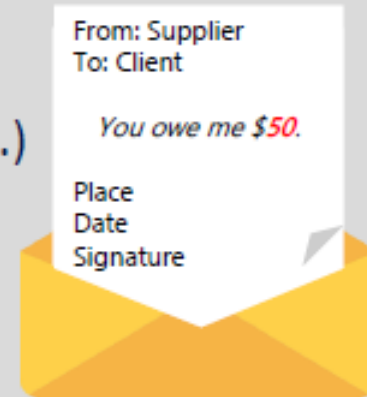 From: Supplier
To: Client
.)
You owe me $50.
Place
Date
Signature